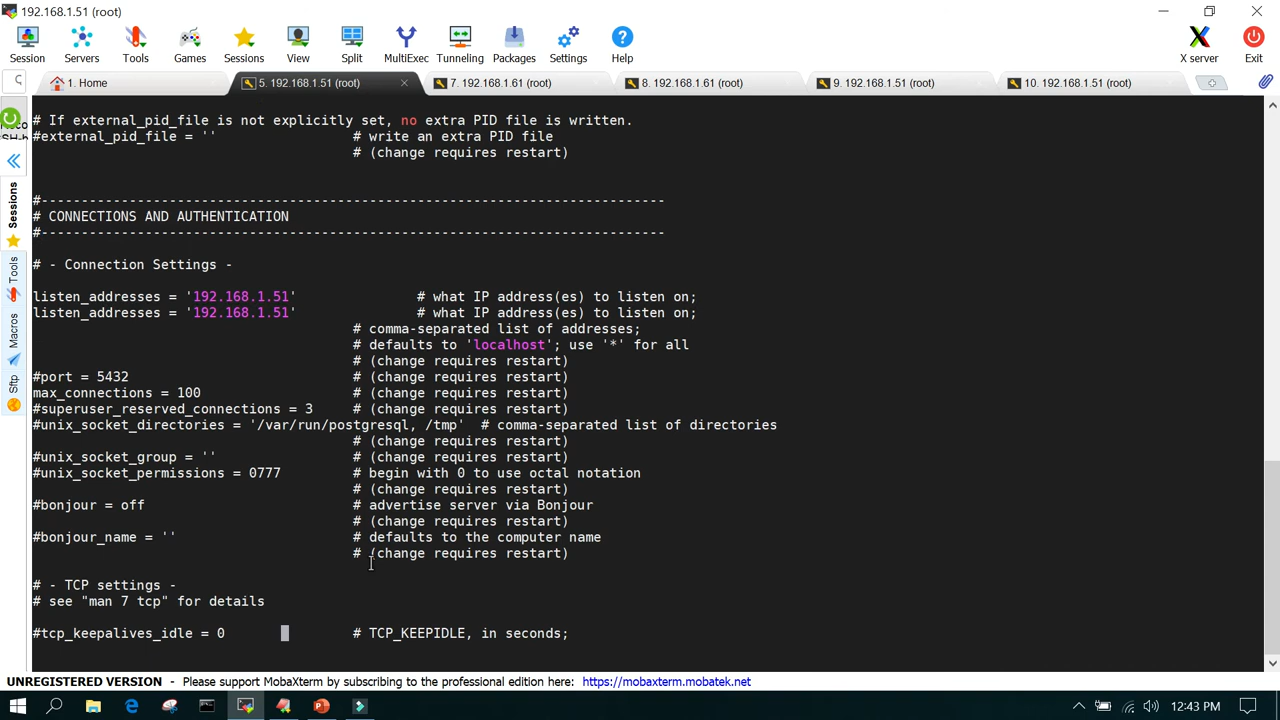 192.168.1.51 (root)
Session Servers Tools Games Sessions View Split MultiExec Tunneling Packages Settings Help X server Exit
1. Home 5. 192.168.1.51 (root) 7. 192.168.1.61 (root) 8. 192.168.1.61 (root) 9. 192.168.1.51 (root) 10. 192.168.1.51 (root)
# If external_pid_file is not explicitly set, no extra PID file is written.
#external_pid_file = '' # write an extra PID file
# (change requires restart)
#------------------------------------------------------------------------------
# CONNECTIONS AND AUTHENTICATION
#------------------------------------------------------------------------------
# - Connection Settings -
listen_addresses = '192.168.1.51' # what IP address(es) to listen on;
listen_addresses = '192.168.1.51' # what IP address(es) to listen on;
# comma-separated list of addresses;
# defaults to 'localhost'; use '*' for all
# (change requires restart)
#port = 5432 # (change requires restart)
max_connections = 100 # (change requires restart)
#superuser_reserved_connections = 3 # (change requires restart)
#unix_socket_directories = '/var/run/postgresql, /tmp' # comma-separated list of directories
# (change requires restart)
#unix_socket_group = '' # (change requires restart)
#unix_socket_permissions = 0777 # begin with 0 to use octal notation
# (change requires restart)
#bonjour = off # advertise server via Bonjour
# (change requires restart)
#bonjour_name = '' # defaults to the computer name
# (change requires restart)
# - TCP settings -
# see "man 7 tcp" for details
#tcp_keepalives_idle = 0 # TCP_KEEPIDLE, in seconds;
Sessions
Tools
Macros
Sftp
UNREGISTERED VERSION - Please support MobaXterm by subscribing to the professional edition here: https://mobaxterm.mobatek.net
12:43 PM